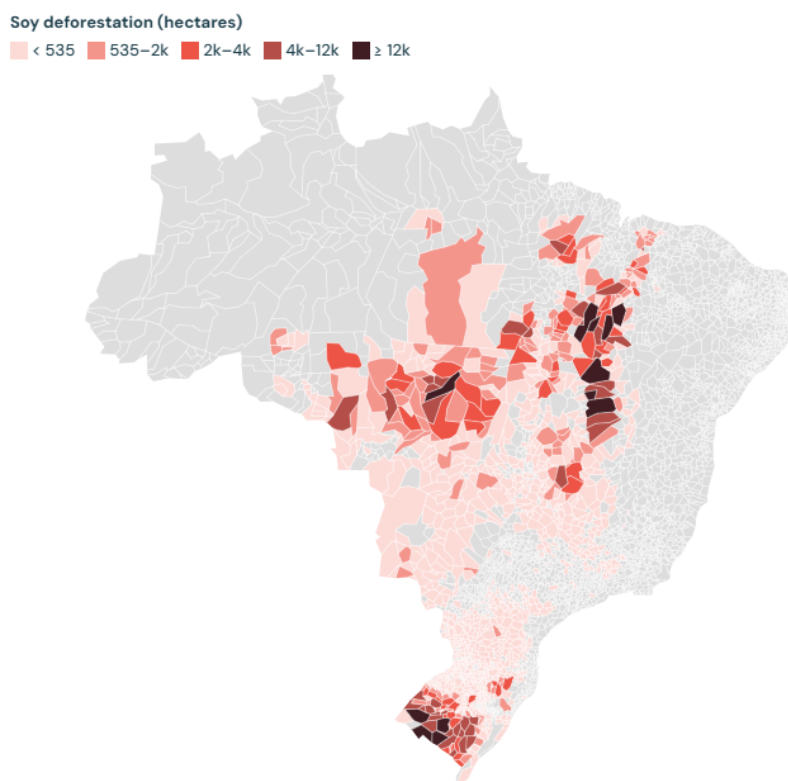 Soy deforestation (hectares)
< 535 535–2k 2k–4k 4k–12k ≥ 12k